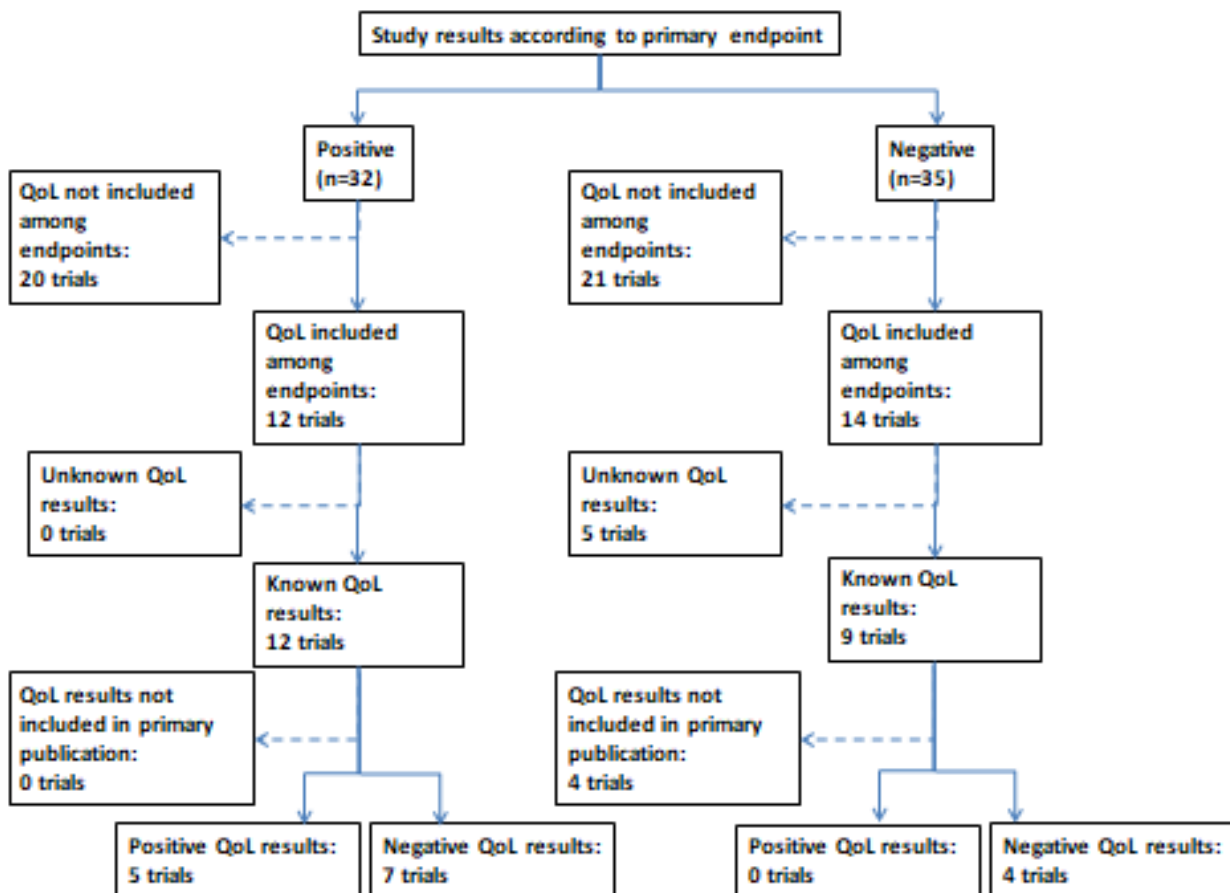 Study results according to primary endpoint
Positive
(n=32)
Negative
(n=35)
QoL not included
among
endpoints:
20 trials
QoL not included
among
endpoints:
21 trials
QoL included
among
endpoints:
12 trials
QoL included
among
endpoints:
14 trials
Unknown QoL
results:
0 trials
Unknown QoL
results:
5 trials
Known QoL
results:
12 trials
Known QoL
results:
9 trials
QoL results not
included in primary
publication:
0 trials
QoL results not
included in primary
publication:
4 trials
Positive QoL results:
5 trials
Negative QoL results:
7 trials
Positive QoL results:
0 trials
Negative QoL results:
4 trials